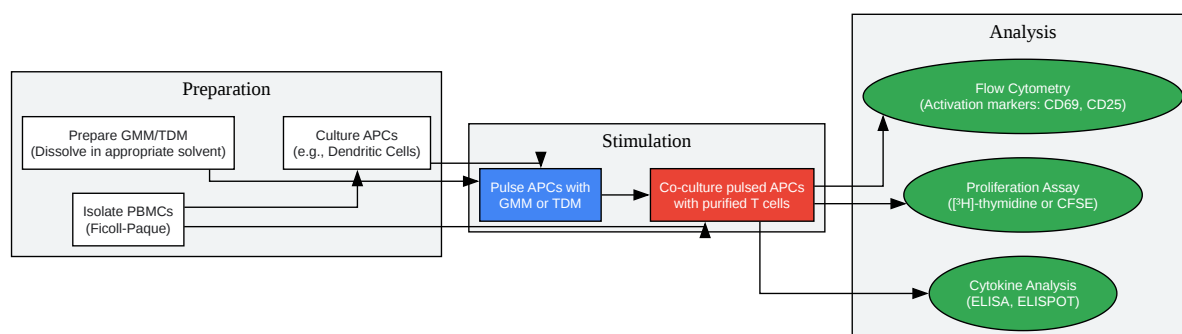 Preparation
Prepare GMM/TDM
(Dissolve in appropriate solvent)
Culture APCs
(e.g., Dendritic Cells)
Isolate PBMCs
(Ficoll-Paque)
Stimulation
Pulse APCs with
GMM or TDM
Co-culture pulsed APCs
with purified T cells
Analysis
Flow Cytometry
(Activation markers: CD69, CD25)
Proliferation Assay
([³H]-thymidine or CFSE)
Cytokine Analysis
(ELISA, ELISPOT)